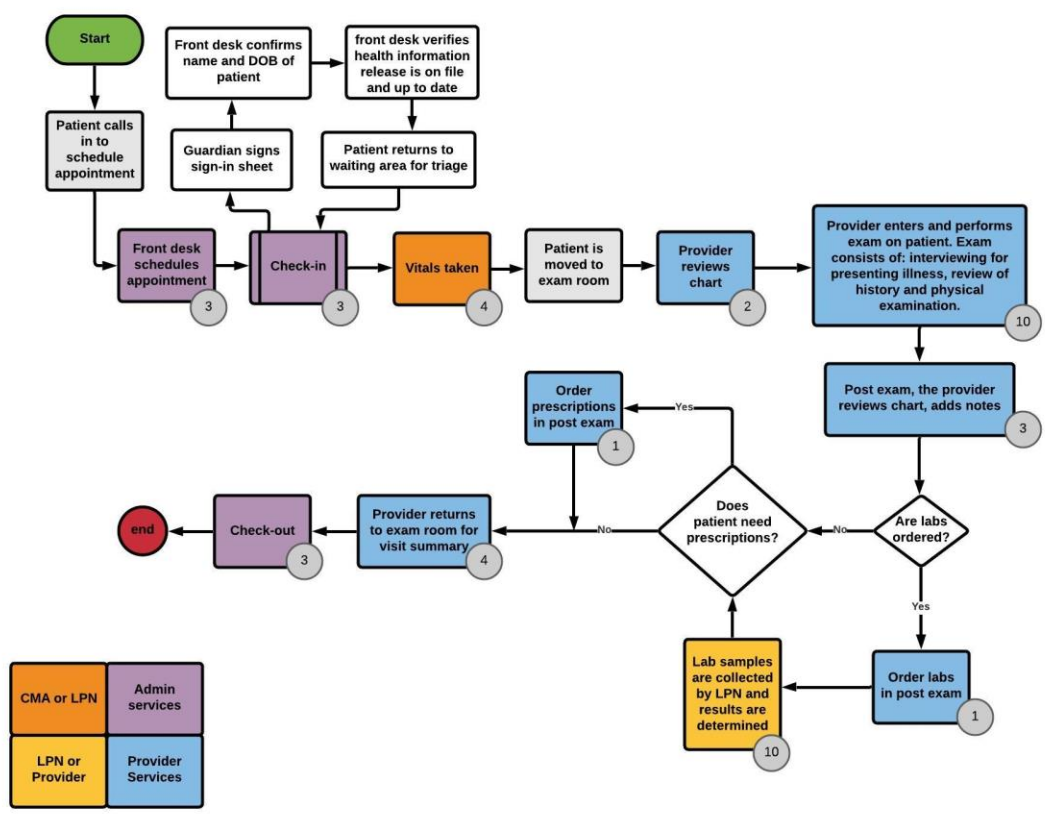 Start
Patient calls
in to
schedule
appointment
Front desk confirms
name and DOB of
patient
front desk verifies
health information
release is on file
and up to date
Guardian signs
sign-in sheet
Patient returns to
waiting area for triage
Front desk
schedules
appointment
3
Check-in
3
Vitals taken
4
Patient is
moved to
exam room
Provider
reviews
chart
2
Provider enters and performs
exam on patient. Exam
consists of: interviewing for
presenting illness, review of
history and physical
examination.
10
Post exam, the provider
reviews chart, adds notes
3
Order
prescriptions
in post exam
1
Yes
Does
patient need
prescriptions?
No
Are labs
ordered?
No
Yes
end
Check-out
3
Provider returns
to exam room for
visit summary
4
Lab samples
are collected
by LPN and
results are
determined
10
Order labs
in post exam
1
CMA or LPN
Admin
services
LPN or
Provider
Provider
Services